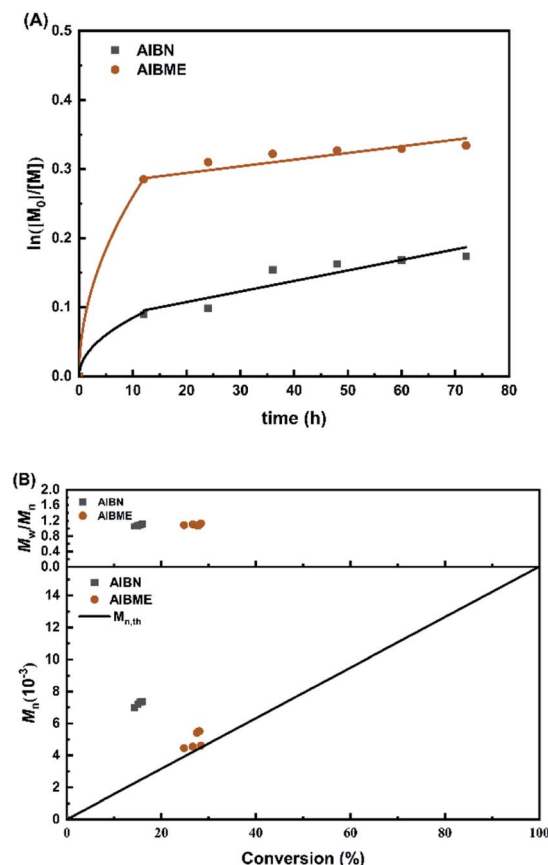 (A)
0.5
AIBN
AIBME
0.4
0.3
0.2
0.1
0.0
ln([M₀]/[M])
0 10 20 30 40 50 60 70 80
time (h)
(B)
2.0
1.6
1.2
0.8
0.4
0.0
Mw/Mn
AIBN
AIBME
14
12
10
8
6
4
2
0
Mn(10⁻³)
AIBN
AIBME
Mn,th
0 20 40 60 80 100
Conversion (%)